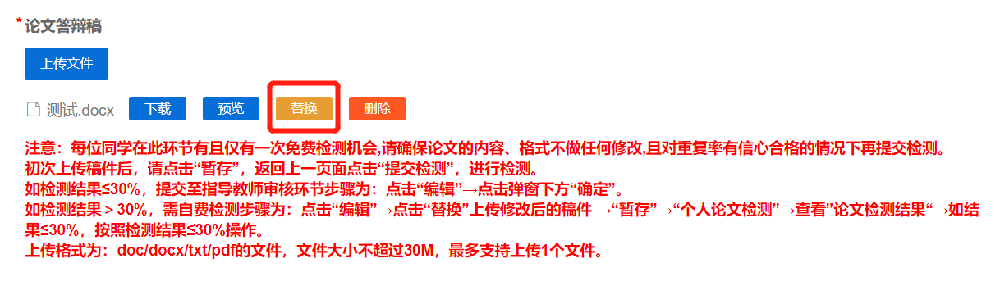 *论文答辩稿
上传文件
测试.docx 下载 预览 替换 删除
注意：每位同学在此环节有且仅有一次免费检测机会,请确保论文的内容、格式不做任何修改,且对重复率有信心合格的情况下再提交检测。
初次上传稿件后，请点击“暂存”，返回上一页面点击“提交检测”，进行检测。
如检测结果≤30%，提交至指导教师审核环节步骤为：点击“编辑”→点击弹窗下方“确定”。
如检测结果＞30%，需自费检测步骤为：点击“编辑”→点击“替换”上传修改后的稿件 →“暂存”→“个人论文检测”→查看”论文检测结果“→如结
果≤30%，按照检测结果≤30%操作。
上传格式为：doc/docx/txt/pdf的文件，文件大小不超过30M，最多支持上传1个文件。